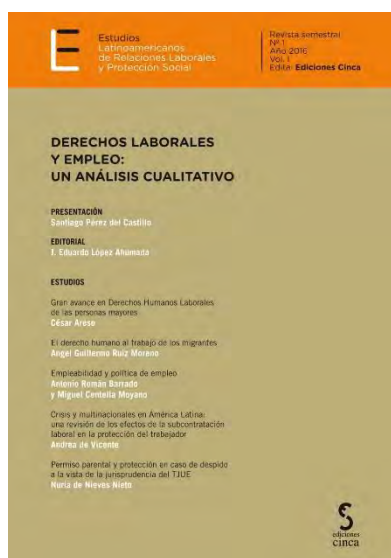 E
Estudios
Latinoamericanos
de Relaciones Laborales
y Protección Social
Revista semestral
Nº 1
Año 2016
Vol. I
Edita: Ediciones Cinca
DERECHOS LABORALES
Y EMPLEO:
UN ANÁLISIS CUALITATIVO
PRESENTACIÓN
Santiago Pérez del Castillo
EDITORIAL
J. Eduardo López Ahumada
ESTUDIOS
Gran avance en Derechos Humanos Laborales
de las personas mayores
César Arese
El derecho humano al trabajo de los migrantes
Angel Guillermo Ruiz Moreno
Empleabilidad y política de empleo
Antonio Román Barrado
y Miguel Centella Moyano
Crisis y multinacionales en América Latina:
una revisión de los efectos de la subcontratación
laboral en la protección del trabajador
Andrea de Vicente
Permiso parental y protección en caso de despido
a la vista de la jurisprudencia del TJUE
Nuria de Nieves Nieto
ediciones
cinca